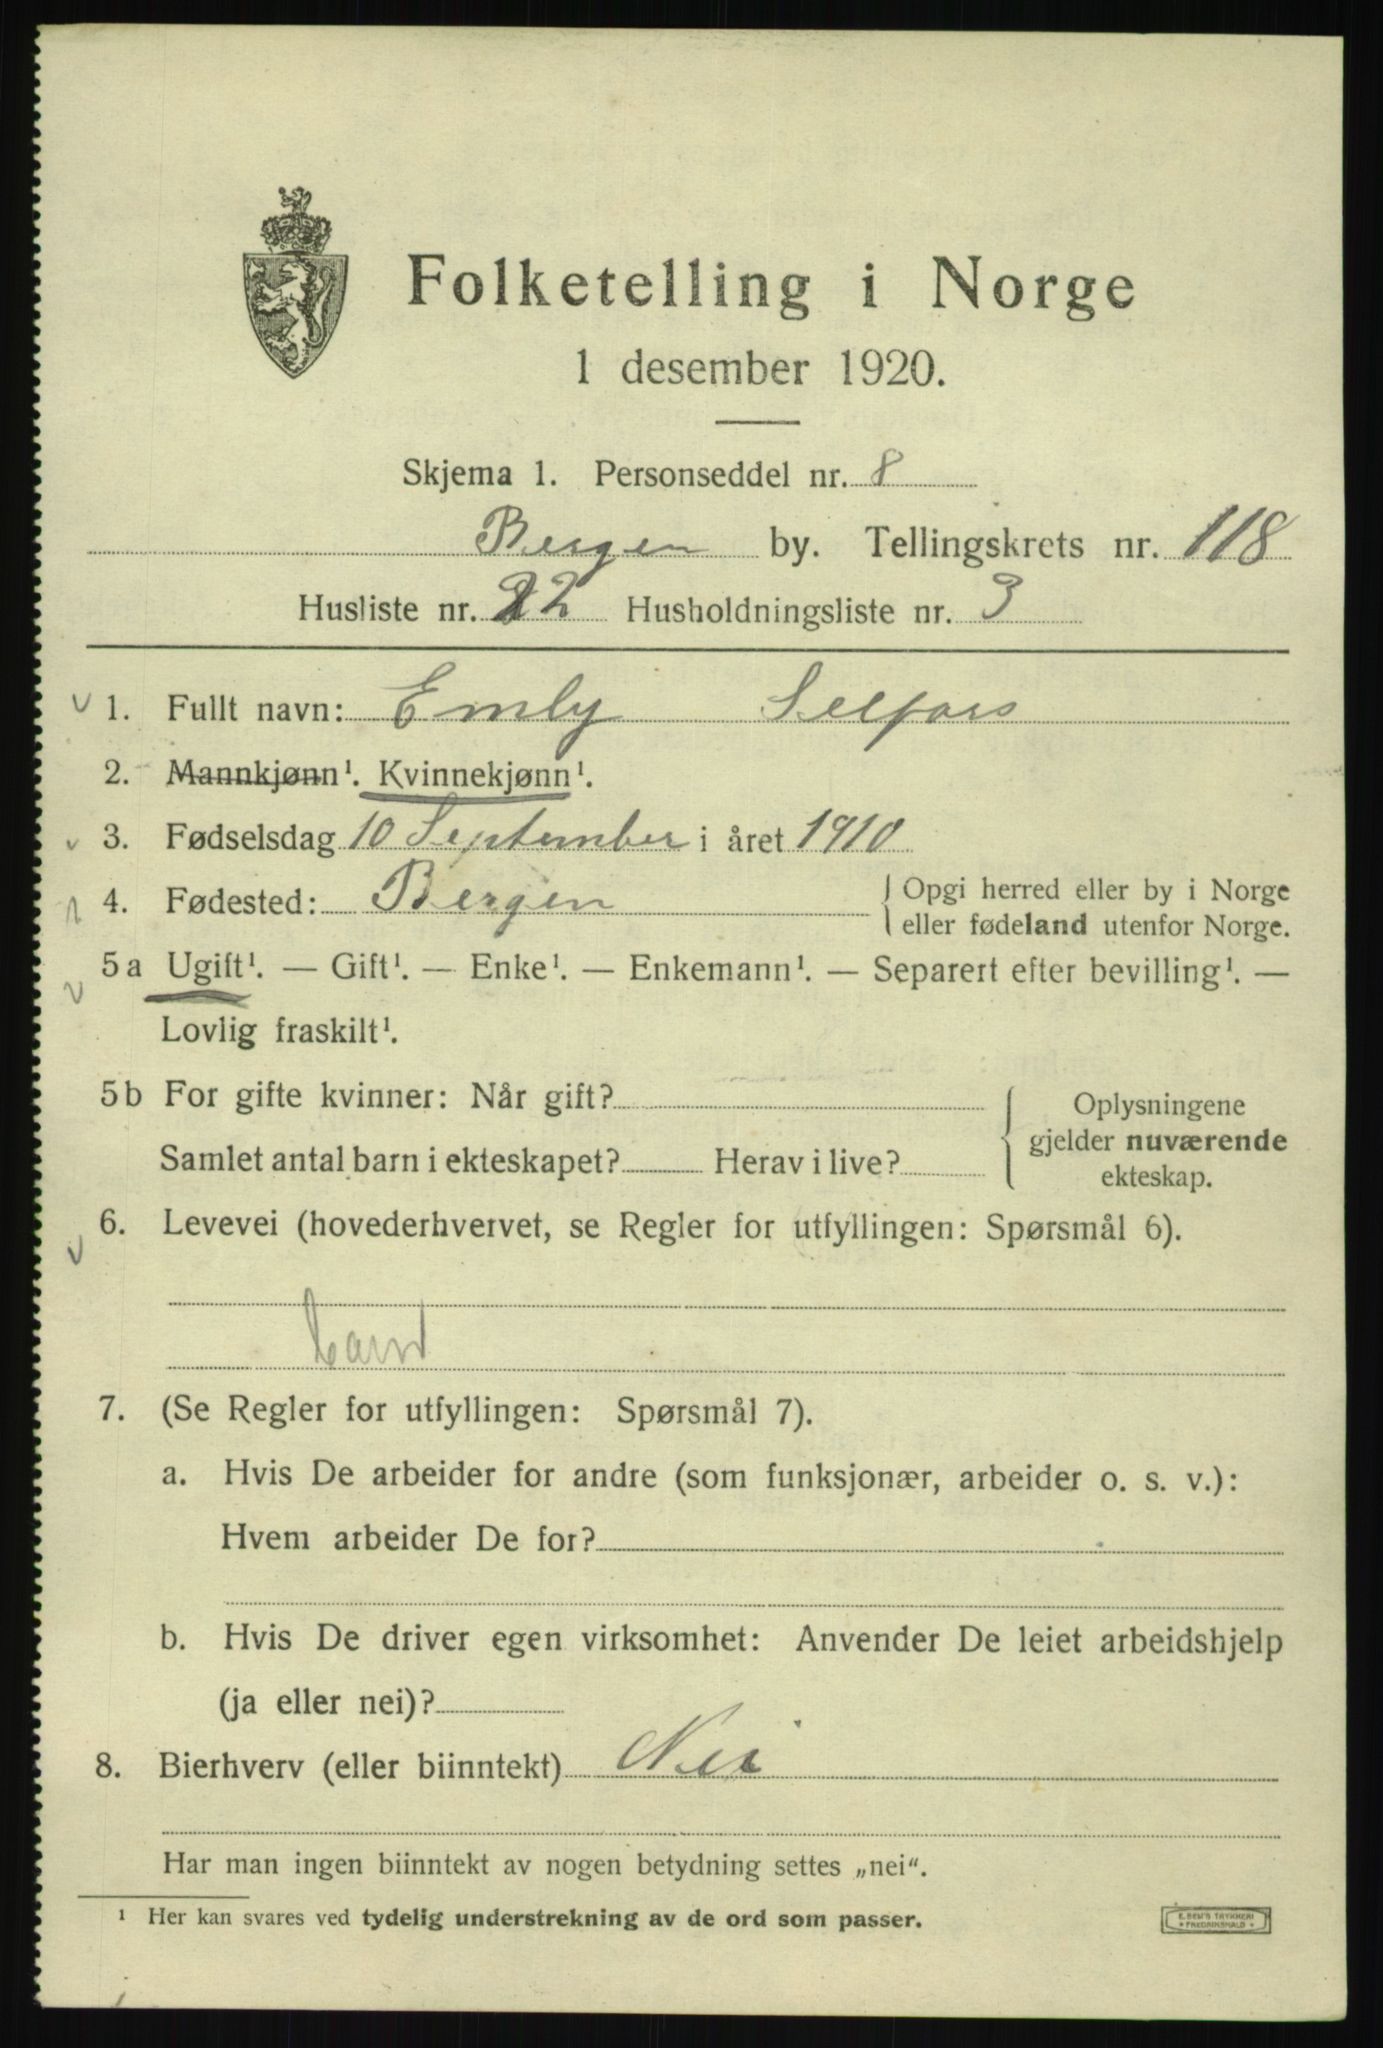 Folketelling i Norge
1 desember 1920.
Skjema 1. Personseddel nr. 8
Bergen by. Tellingskrets nr. 118
Husliste nr. 22 Husholdningsliste nr. 3
1. Fullt navn: Emly Selfors
2. Mannkjønn¹. Kvinnekjønn¹.
3. Fødselsdag 10 September i året 1910
4. Fødested: Bergen { Opgi herred eller by i Norge
eller fødeland utenfor Norge.
5a Ugift¹. — Gift¹. — Enke¹. — Enkemann¹. — Separert efter bevilling¹. —
Lovlig fraskilt¹.
5b For gifte kvinner: Når gift? { Oplysningene
gjelder nuværende
Samlet antal barn i ekteskapet? Herav i live?
ekteskap.
6. Levevei (hovederhvervet, se Regler for utfyllingen: Spørsmål 6).
barn
7. (Se Regler for utfyllingen: Spørsmål 7).
a. Hvis De arbeider for andre (som funksjonær, arbeider o. s. v.):
Hvem arbeider De for?
b. Hvis De driver egen virksomhet: Anvender De leiet arbeidshjelp
(ja eller nei)?
8. Bierhverv (eller biinntekt) Nei
Har man ingen biinntekt av nogen betydning settes „nei“.
¹ Her kan svares ved tydelig understrekning av de ord som passer.
E. SEM'S TRYKKERI
FREDRIKSHALD